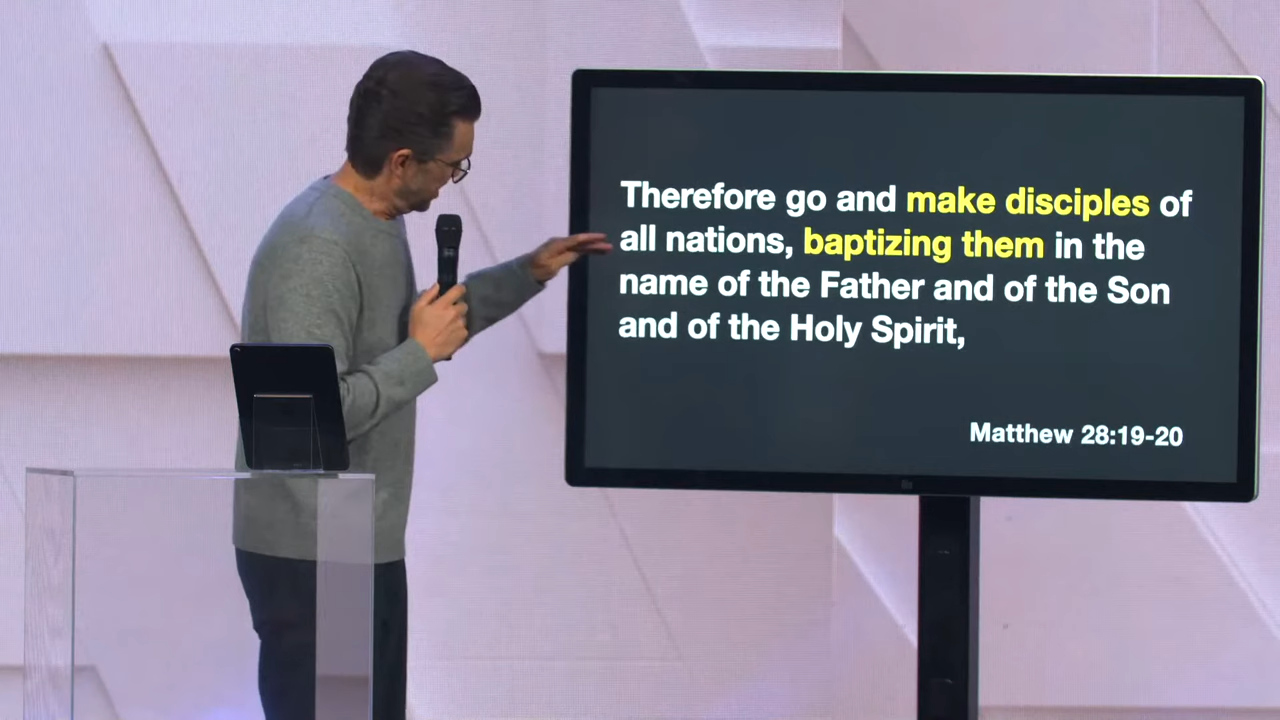 Therefore go and make disciples of
all nations, baptizing them in the
name of the Father and of the Son
and of the Holy Spirit,
Matthew 28:19-20